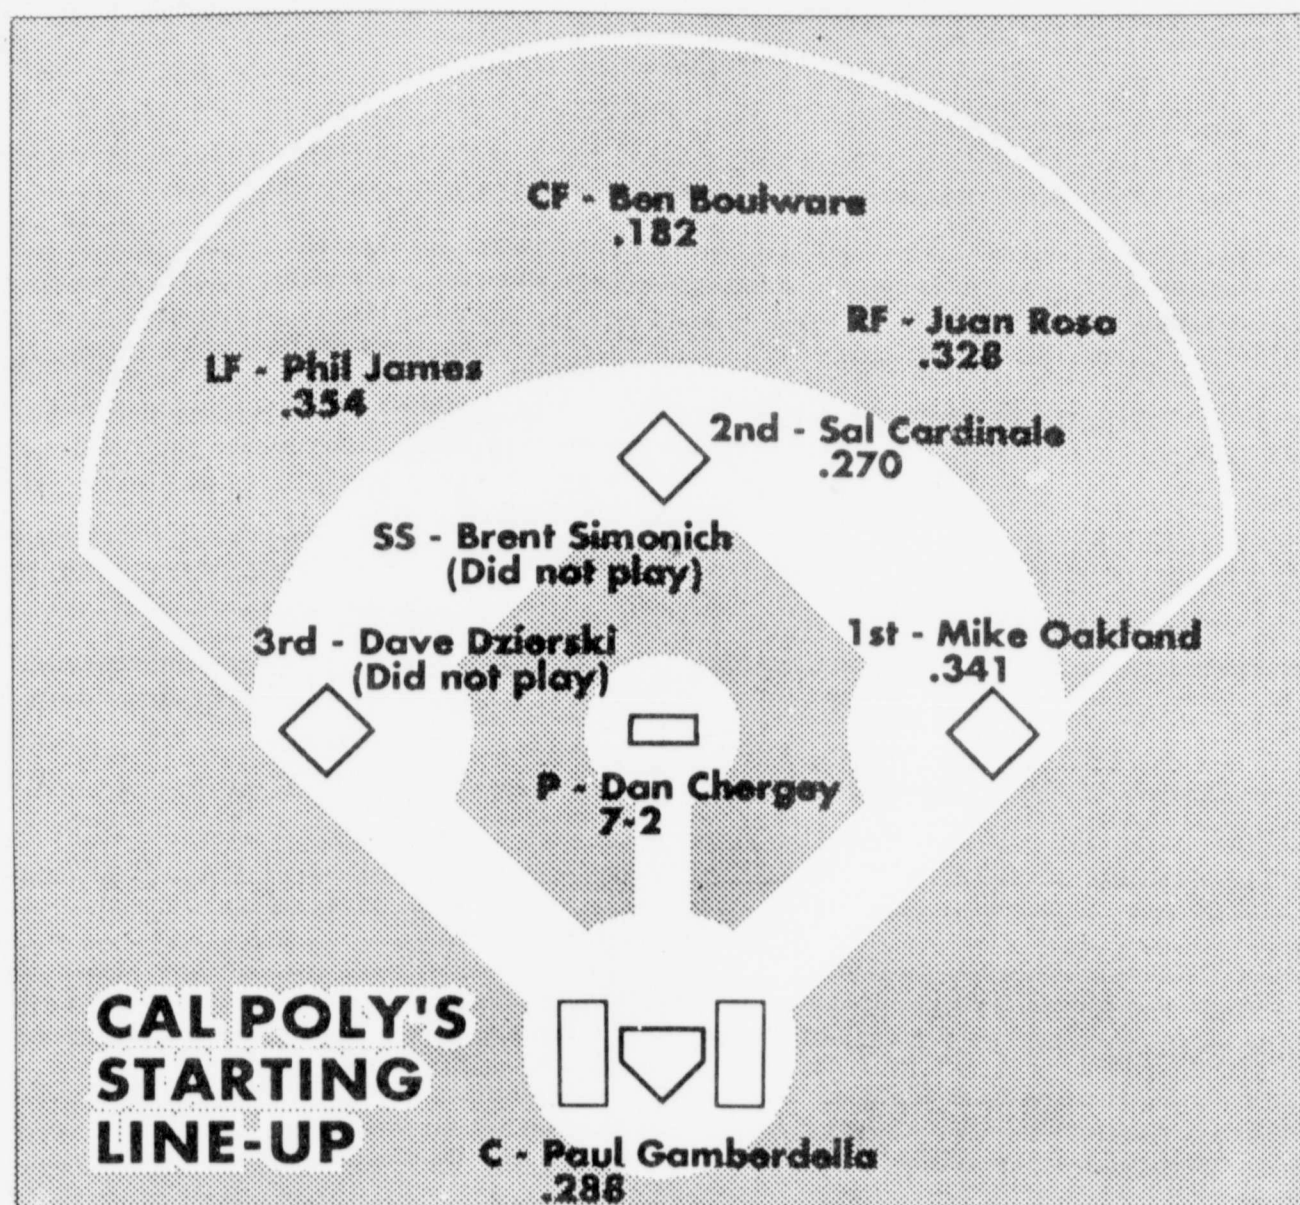 CF - Ben Boulware
.182
RF - Juan Rosa
.328
LF - Phil James
.354
2nd - Sal Cardinale
.270
SS - Brent Simonich
(Did not play)
3rd - Dave Dzierski
(Did not play)
1st - Mike Oakland
.341
P - Dan Chergey
7-2
CAL POLY'S
STARTING
LINE-UP
C - Paul Gamberdella
.288